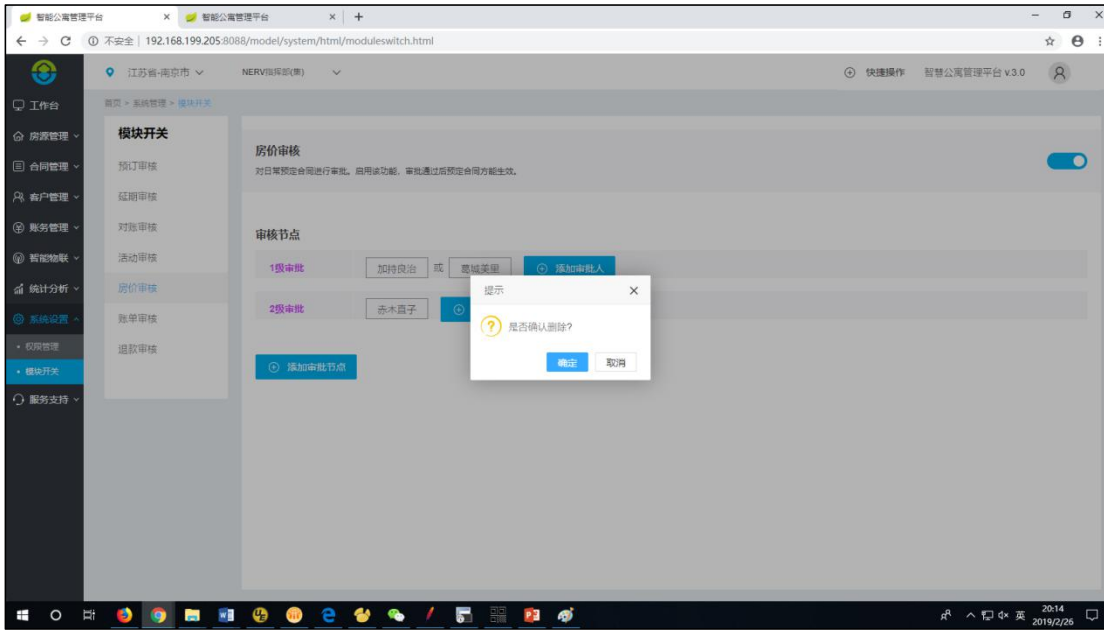 智能公寓管理平台
智能公寓管理平台
不安全 | 192.168.199.205:8088/model/system/html/moduleswitch.html
江苏省-南京市
NERV指挥部(集)
快捷操作
智慧公寓管理平台 v.3.0
工作台
房源管理
合同管理
客户管理
账务管理
智能物联
统计分析
系统设置
• 权限管理
• 模块开关
服务支持
首页 > 系统管理 > 模块开关
模块开关
预订审核
延期审核
对账审核
活动审核
房价审核
账单审核
退款审核
房价审核
对日常预定合同进行审批。启用该功能，审批通过后预定合同方能生效。
审核节点
1级审批 加持良治 或 葛城美里 添加审批人
2级审批 赤木直子
添加审批节点
提示
是否确认删除?
确定 取消
英
20:14
2019/2/26